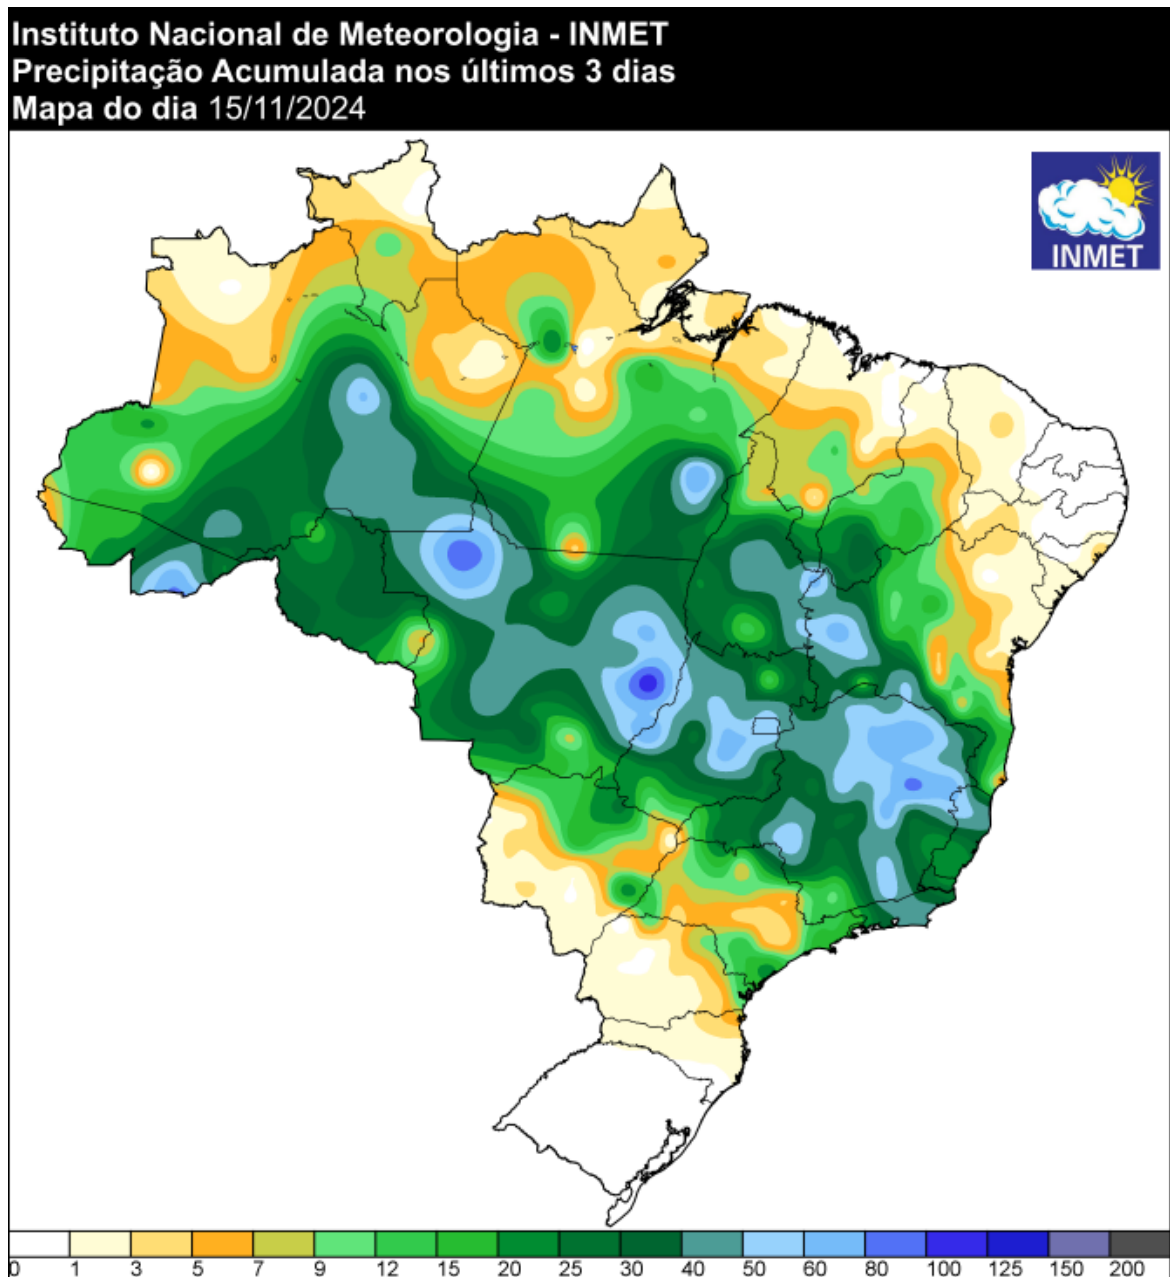 Instituto Nacional de Meteorologia - INMET
Precipitação Acumulada nos últimos 3 dias
Mapa do dia 15/11/2024
INMET
0 1 3 5 7 9 12 15 20 25 30 40 50 60 80 100 125 150 200